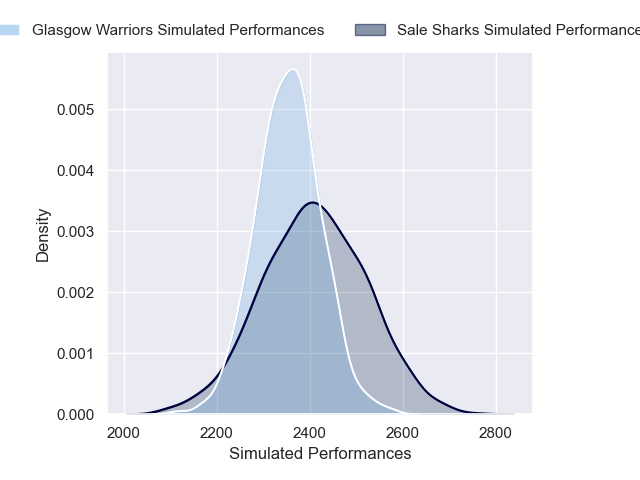 Glasgow Warriors Simulated Performances
Sale Sharks Simulated Performance
0.005
0.004
0.003
0.002
0.001
0.000
Density
2000 2200 2400 2600 2800
Simulated Performances